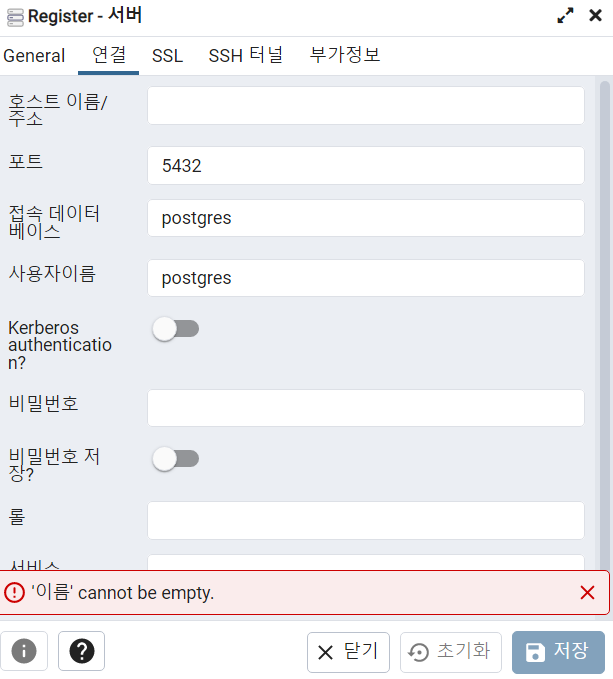 Register - 서버
General 연결 SSL SSH 터널 부가정보
호스트 이름/
주소
포트 5432
접속 데이터
베이스 postgres
사용자이름 postgres
Kerberos
authenticatio
n?
비밀번호
비밀번호 저
장?
롤
서비스
'이름' cannot be empty.
닫기 초기화 저장